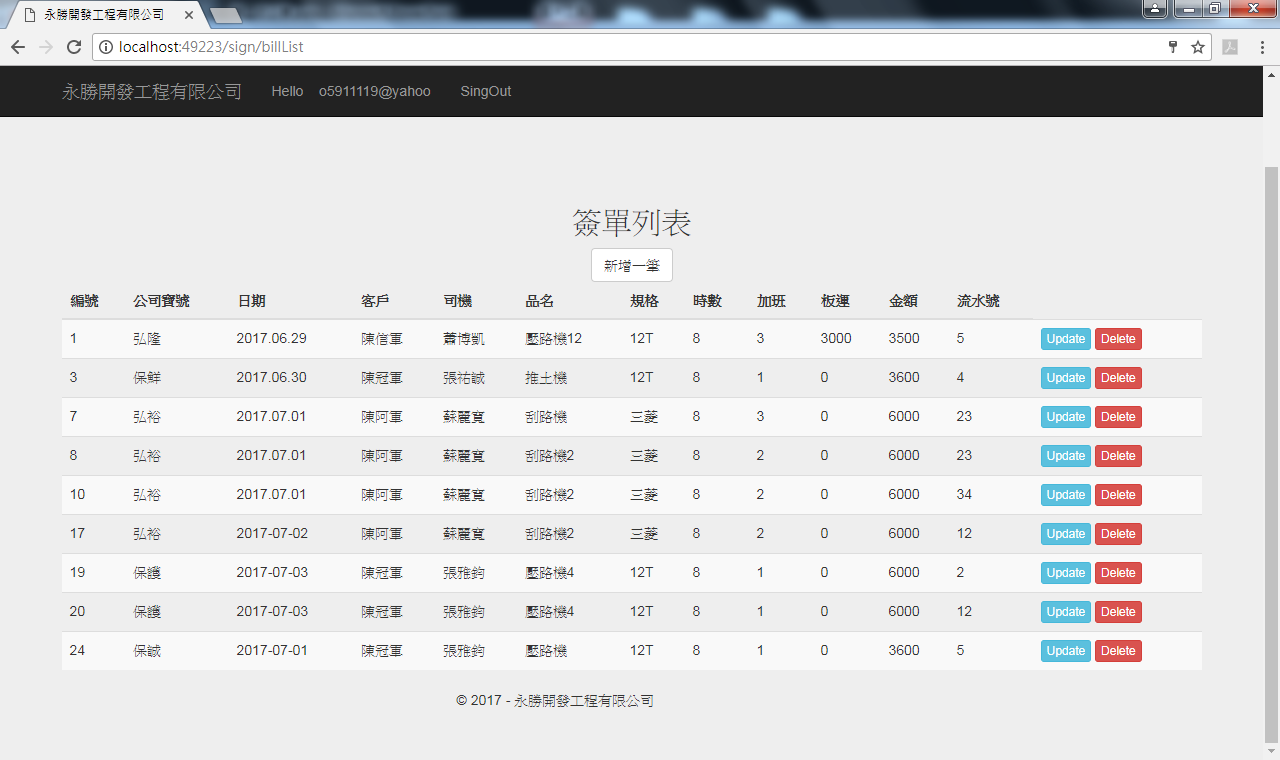 永勝開發工程有限公司
localhost:49223/sign/billList
永勝開發工程有限公司 Hello o5911119@yahoo SingOut
簽單列表
新增一筆
編號 公司寶號 日期 客戶 司機 品名 規格 時數 加班 板運 金額 流水號
1 弘隆 2017.06.29 陳信軍 蕭博凱 壓路機12 12T 8 3 3000 3500 5 Update Delete
3 保鮮 2017.06.30 陳冠軍 張祐誠 推土機 12T 8 1 0 3600 4 Update Delete
7 弘裕 2017.07.01 陳阿軍 蘇麗寬 刮路機 三菱 8 3 0 6000 23 Update Delete
8 弘裕 2017.07.01 陳阿軍 蘇麗寬 刮路機2 三菱 8 2 0 6000 23 Update Delete
10 弘裕 2017.07.01 陳阿軍 蘇麗寬 刮路機2 三菱 8 2 0 6000 34 Update Delete
17 弘裕 2017-07-02 陳阿軍 蘇麗寬 刮路機2 三菱 8 2 0 6000 12 Update Delete
19 保護 2017-07-03 陳冠軍 張雅鈞 壓路機4 12T 8 1 0 6000 2 Update Delete
20 保護 2017-07-03 陳冠軍 張雅鈞 壓路機4 12T 8 1 0 6000 12 Update Delete
24 保誠 2017-07-01 陳冠軍 張雅鈞 壓路機 12T 8 1 0 3600 5 Update Delete
© 2017 - 永勝開發工程有限公司